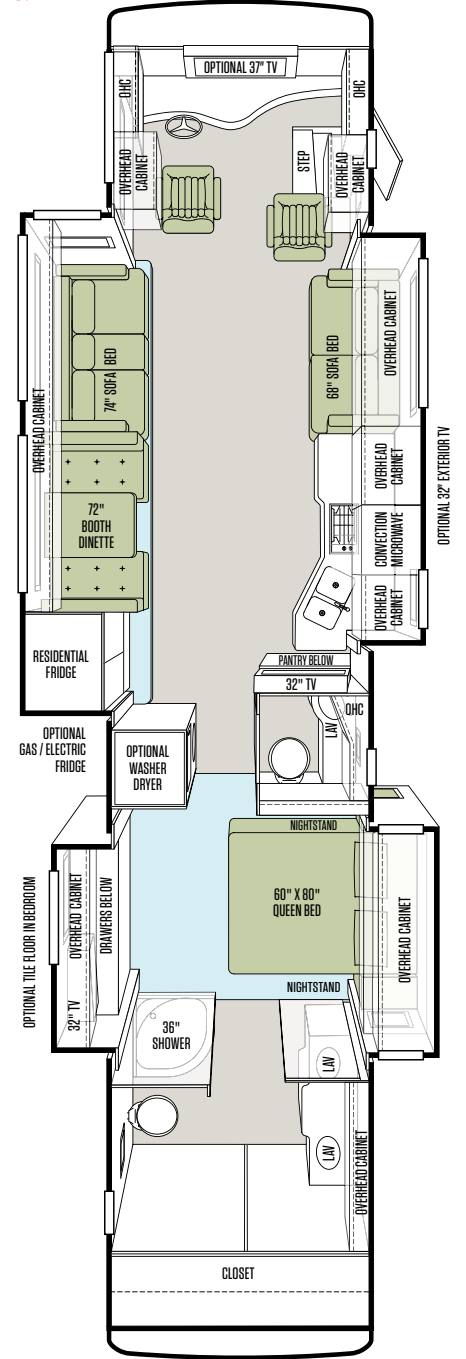 OPTIONAL 37" TV
OHC
OHC
OVERHEAD
CABINET
STEP
OVERHEAD
CABINET
OVERHEAD CABINET
74" SOFA BED
68" SOFA BED
OVERHEAD CABINET
OPTIONAL 32" EXTERIOR TV
72"
BOOTH
DINETTE
OVERHEAD
CABINET
CONVECTION
MICROWAVE
OVERHEAD
CABINET
RESIDENTIAL
FRIDGE
PANTRY BELOW
32" TV
OPTIONAL
GAS / ELECTRIC
FRIDGE
OPTIONAL
WASHER
DRYER
LAV
OHC
NIGHTSTAND
60" X 80"
QUEEN BED
NIGHTSTAND
OVERHEAD CABINET
OPTIONAL TILE FLOOR IN BEDROOM
32" TV
OVERHEAD CABINET
DRAWERS BELOW
36"
SHOWER
LAV
LAV
OVERHEAD CABINET
CLOSET